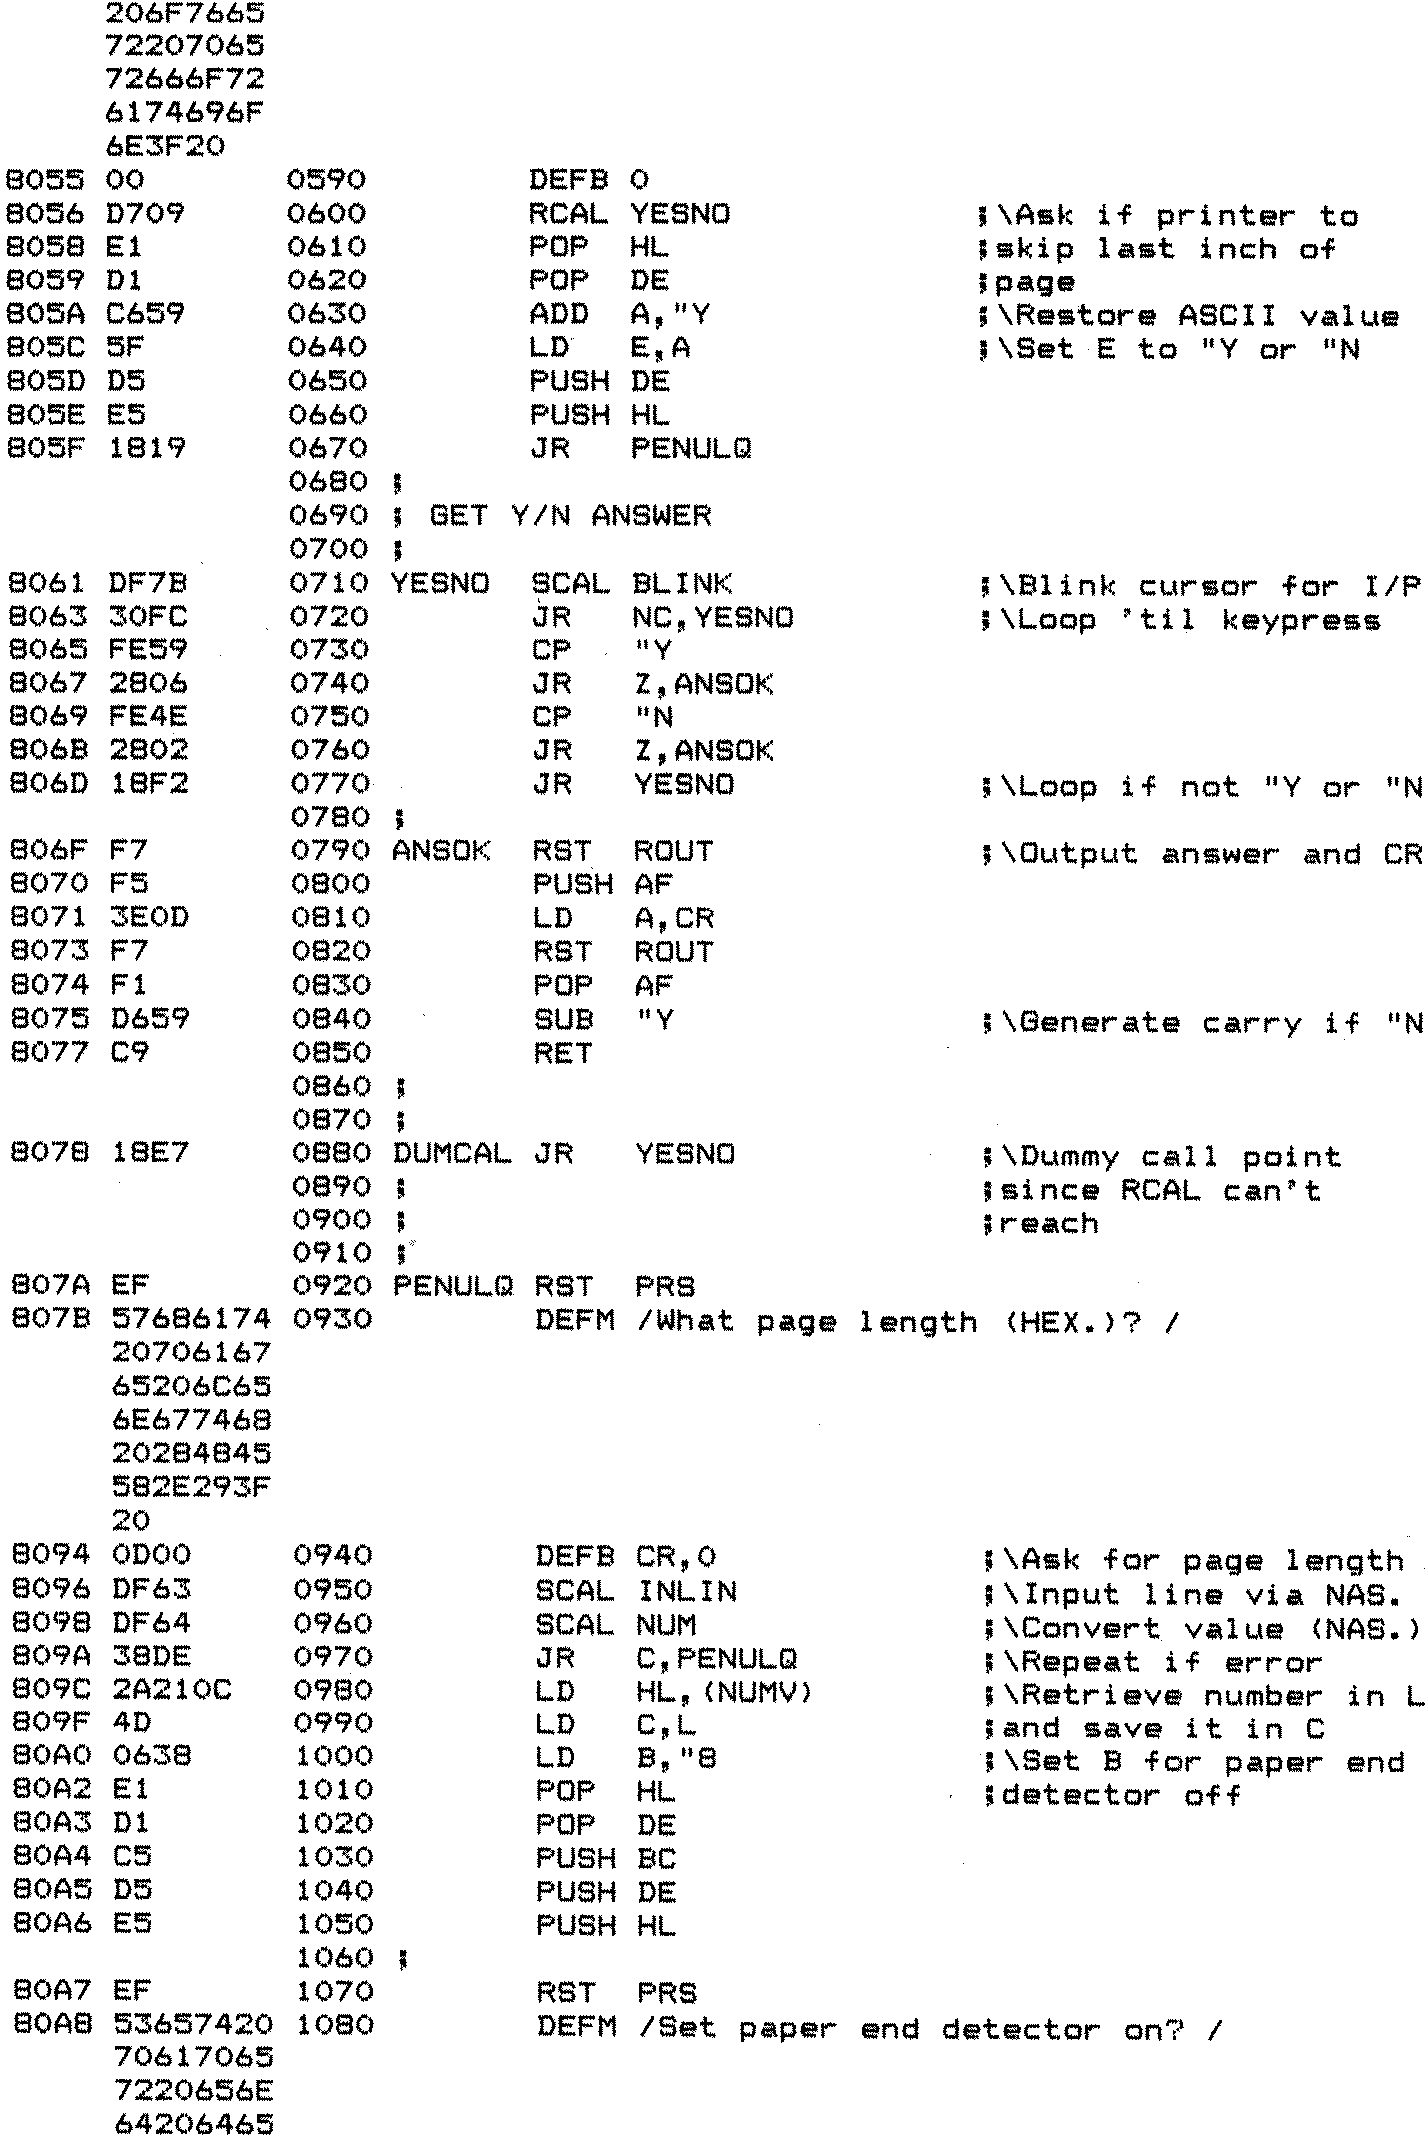 206F7665
72207065
72666F72
6174696F
6E3F20
8055 00 0590 DEFB 0
8056 D709 0600 RCAL YESNO ;\Ask if printer to
8058 E1 0610 POP HL ;skip last inch of
8059 D1 0620 POP DE ;page
805A C659 0630 ADD A,"Y ;\Restore ASCII value
805C 5F 0640 LD E,A ;\Set E to "Y or "N
805D D5 0650 PUSH DE
805E E5 0660 PUSH HL
805F 1819 0670 JR PENULQ
0680 ;
0690 ; GET Y/N ANSWER
0700 ;
8061 DF7B 0710 YESNO SCAL BLINK ;\Blink cursor for I/P
8063 30FC 0720 JR NC,YESNO ;\Loop 'til keypress
8065 FE59 0730 CP "Y
8067 2806 0740 JR Z,ANSOK
8069 FE4E 0750 CP "N
806B 2802 0760 JR Z,ANSOK
806D 18F2 0770 JR YESNO ;\Loop if not "Y or "N
0780 ;
806F F7 0790 ANSOK RST ROUT ;\Output answer and CR
8070 F5 0800 PUSH AF
8071 3E0D 0810 LD A,CR
8073 F7 0820 RST ROUT
8074 F1 0830 POP AF
8075 D659 0840 SUB "Y ;\Generate carry if "N
8077 C9 0850 RET
0860 ;
0870 ;
8078 18E7 0880 DUMCAL JR YESNO ;\Dummy call point
0890 ; ;since RCAL can't
0900 ; ;reach
0910 ;
807A EF 0920 PENULQ RST PRS
807B 57686174 0930 DEFM /What page length (HEX.)? /
20706167
65206C65
6E677468
20284845
582E293F
20
8094 0D00 0940 DEFB CR,0 ;\Ask for page length
8096 DF63 0950 SCAL INLIN ;\Input line via NAS.
8098 DF64 0960 SCAL NUM ;\Convert value (NAS.)
809A 38DE 0970 JR C,PENULQ ;\Repeat if error
809C 2A210C 0980 LD HL,(NUMV) ;\Retrieve number in L
809F 4D 0990 LD C,L ;and save it in C
80A0 0638 1000 LD B,"8 ;\Set B for paper end
80A2 E1 1010 POP HL ;detector off
80A3 D1 1020 POP DE
80A4 C5 1030 PUSH BC
80A5 D5 1040 PUSH DE
80A6 E5 1050 PUSH HL
1060 ;
80A7 EF 1070 RST PRS
80A8 53657420 1080 DEFM /Set paper end detector on? /
70617065
7220656E
64206465